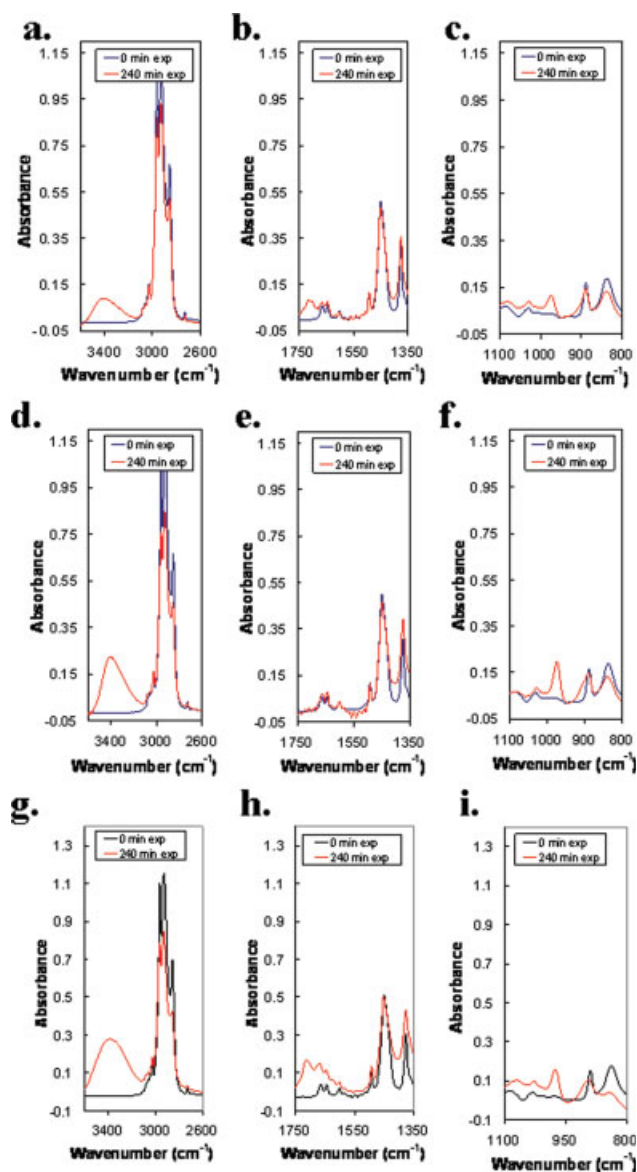 a. b. c.
1.15 1.15 1.15
0 min exp 0 min exp 0 min exp
240 min exp 240 min exp 240 min exp
0.95 0.95 0.95
0.75 0.75 0.75
0.55 0.55 0.55
0.35 0.35 0.35
0.15 0.15 0.15
-0.05 -0.05 -0.05
Absorbance Absorbance Absorbance
3400 3000 2600 1750 1550 1350 1100 1000 900 800
Wavenumber (cm-1) Wavenumber (cm-1) Wavenumber (cm-1)
d. e. f.
1.15 1.15 1.15
0 min exp 0 min exp 0 min exp
240 min exp 240 min exp 240 min exp
0.95 0.95 0.95
0.75 0.75 0.75
0.55 0.55 0.55
0.35 0.35 0.35
0.15 0.15 0.15
-0.05 -0.05 -0.05
Absorbance Absorbance Absorbance
3400 3000 2600 1750 1550 1350 1100 1000 900 800
Wavenumber (cm-1) Wavenumber (cm-1) Wavenumber (cm-1)
g. h. i.
1.3 1.3 1.3
0 min exp 0 min exp 0 min exp
240 min exp 240 min exp 240 min exp
1.1 1.1 1.1
0.9 0.9 0.9
0.7 0.7 0.7
0.5 0.5 0.5
0.3 0.3 0.3
0.1 0.1 0.1
-0.1 -0.1 -0.1
Absorbance Absorbance Absorbance
3400 3000 2600 1750 1550 1350 1100 950 800
Wavenumber (cm-1) Wavenumber (cm-1) Wavenumber (cm-1)